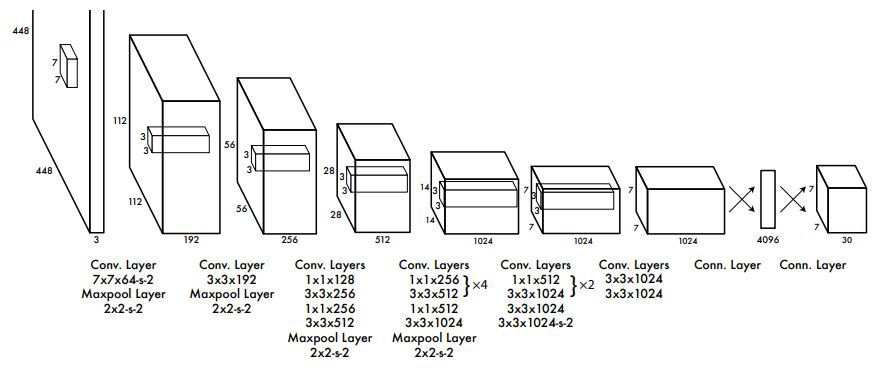 448
7
7
448
3
112
3
3
112
192
56
3
3
56
256
28
3
3
28
512
14
3
3
14
1024
7
3
3
7
1024
7
7
1024
4096
7
7
30
Conv. Layer
7x7x64-s-2
Maxpool Layer
2x2-s-2
Conv. Layer
3x3x192
Maxpool Layer
2x2-s-2
Conv. Layers
1x1x128
3x3x256
1x1x256
3x3x512
Maxpool Layer
2x2-s-2
Conv. Layers
1x1x256
3x3x512
}×4
1x1x512
3x3x1024
Maxpool Layer
2x2-s-2
Conv. Layers
1x1x512
3x3x1024
}×2
3x3x1024
3x3x1024-s-2
Conv. Layers
3x3x1024
3x3x1024
Conn. Layer
Conn. Layer